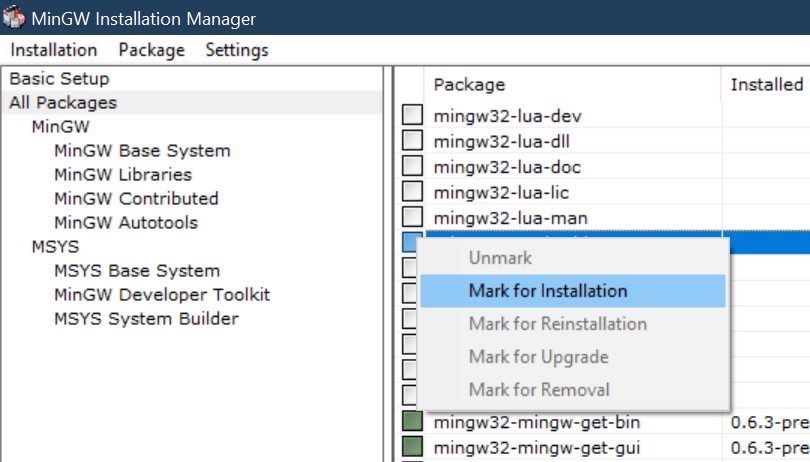 MinGW Installation Manager
Installation Package Settings
Basic Setup
All Packages
MinGW
MinGW Base System
MinGW Libraries
MinGW Contributed
MinGW Autotools
MSYS
MSYS Base System
MinGW Developer Toolkit
MSYS System Builder
Package Installed
mingw32-lua-dev
mingw32-lua-dll
mingw32-lua-doc
mingw32-lua-lic
mingw32-lua-man
Unmark
Mark for Installation
Mark for Reinstallation
Mark for Upgrade
Mark for Removal
mingw32-mingw-get-bin 0.6.3-pre
mingw32-mingw-get-gui 0.6.3-pre